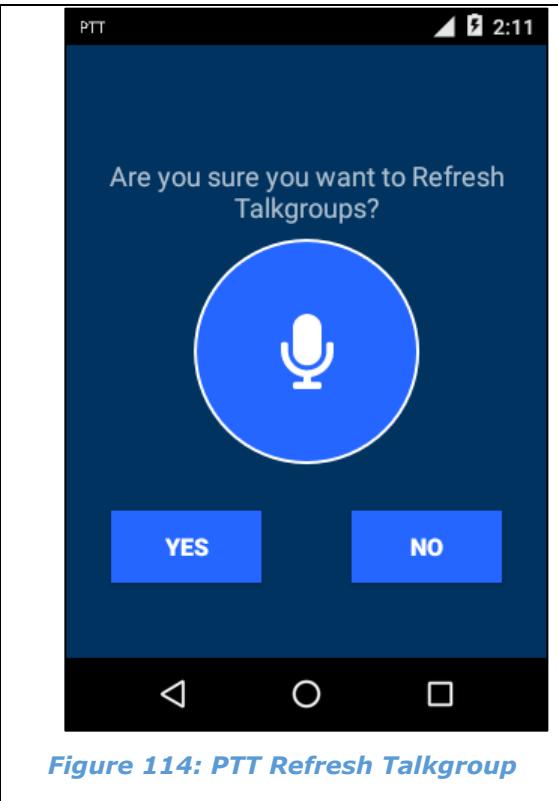 PTT 2:11
Are you sure you want to Refresh
Talkgroups?
YES NO
Figure 114: PTT Refresh Talkgroup